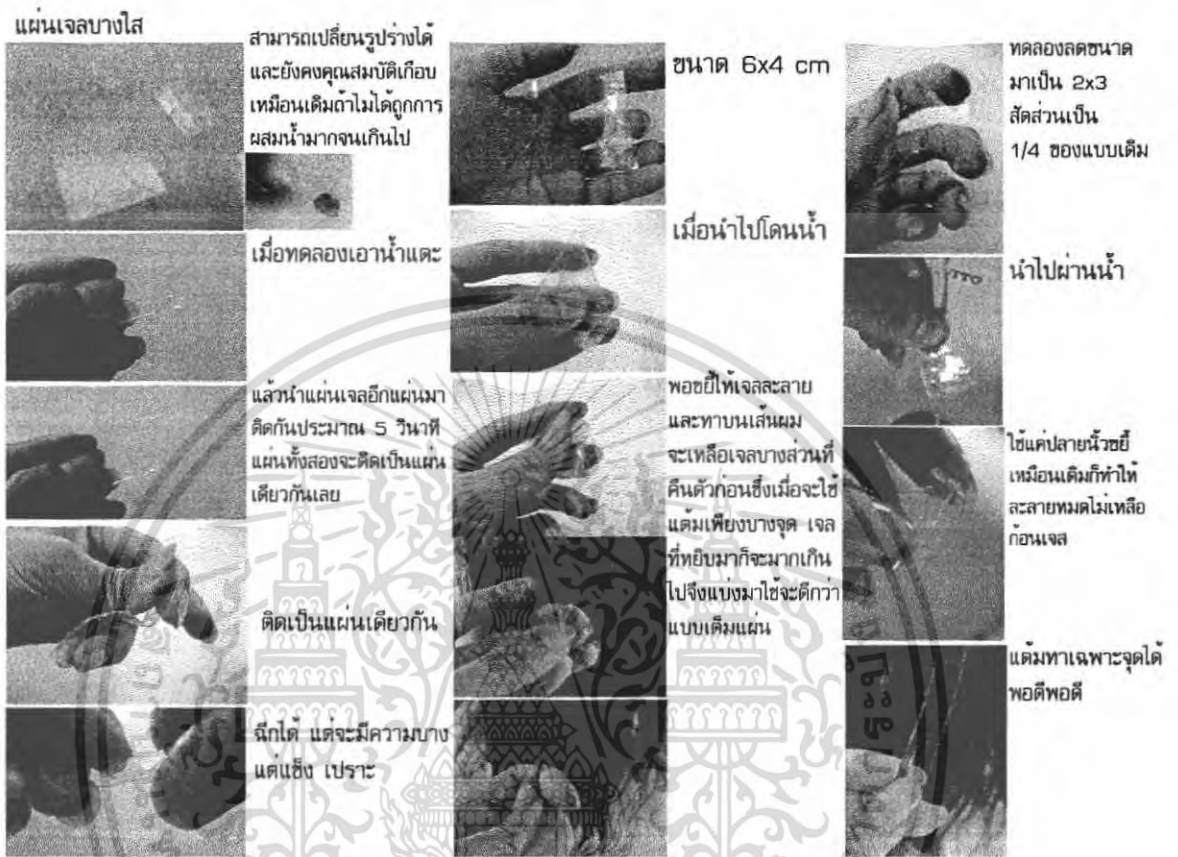 แผ่นเจลบางใส
สามารถเปลี่ยนรูปร่างได้
และยังคงคุณสมบัติเกือบ
เหมือนเดิมถ้าไม่ได้ถูกการ
ผสมน้ำมากจนเกินไป
เมื่อทดลองเอาน้ำแตะ
แล้วนำแผ่นเจลอีกแผ่นมา
ติดกันประมาณ 5 วินาที
แผ่นทั้งสองจะติดเป็นแผ่น
เดียวกันเลย
ติดเป็นแผ่นเดียวกัน
ฉีกได้ แต่จะมีความบาง
แต่แข็ง เปราะ
ขนาด 6x4 cm
เมื่อนำไปโดนน้ำ
พอขยี้ให้เจลละลาย
และทาบนเส้นผม
จะเหลือเจลบางส่วนที่
คืนตัวก่อนซึ่งเมื่อจะใช้
แต้มเพียงบางจุด เจล
ที่หยิบมาก็จะมากเกิน
ไปจึงแบ่งมาใช้จะดีกว่า
แบบเต็มแผ่น
ทดลองลดขนาด
มาเป็น 2x3
สัดส่วนเป็น
1/4 ของแบบเดิม
นำไปผ่านน้ำ
ใช้แค่ปลายนิ้วขยี้
เหมือนเดิมก็ทำให้
ละลายหมดไม่เหลือ
ก้อนเจล
แต้มทาเฉพาะจุดได้
พอดีพอดี